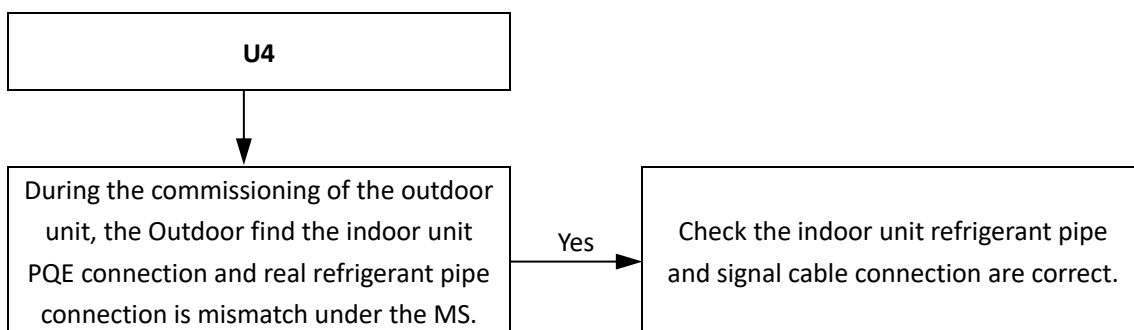 U4
During the commissioning of the outdoor
unit, the Outdoor find the indoor unit
PQE connection and real refrigerant pipe
connection is mismatch under the MS.
Yes
Check the indoor unit refrigerant pipe
and signal cable connection are correct.